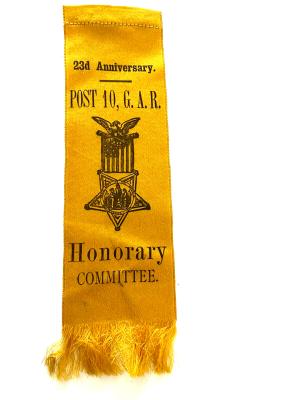 23d Anniversary.
POST 10, G. A. R.
Honorary
COMMITTEE.